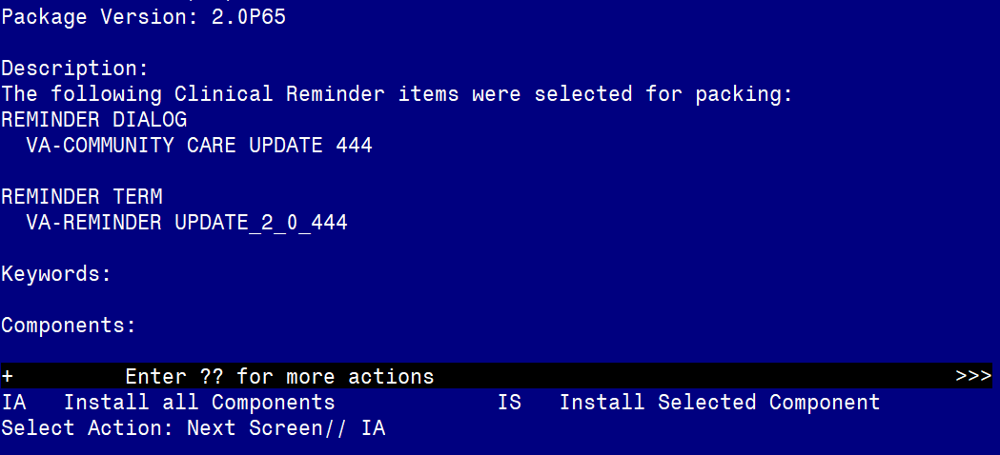 Package Version: 2.0P65
Description:
The following Clinical Reminder items were selected for packing:
REMINDER DIALOG
VA-COMMUNITY CARE UPDATE 444
REMINDER TERM
VA-REMINDER UPDATE_2_0_444
Keywords:
Components:
+ Enter ?? for more actions >>>
IA Install all Components IS Install Selected Component
Select Action: Next Screen// IA